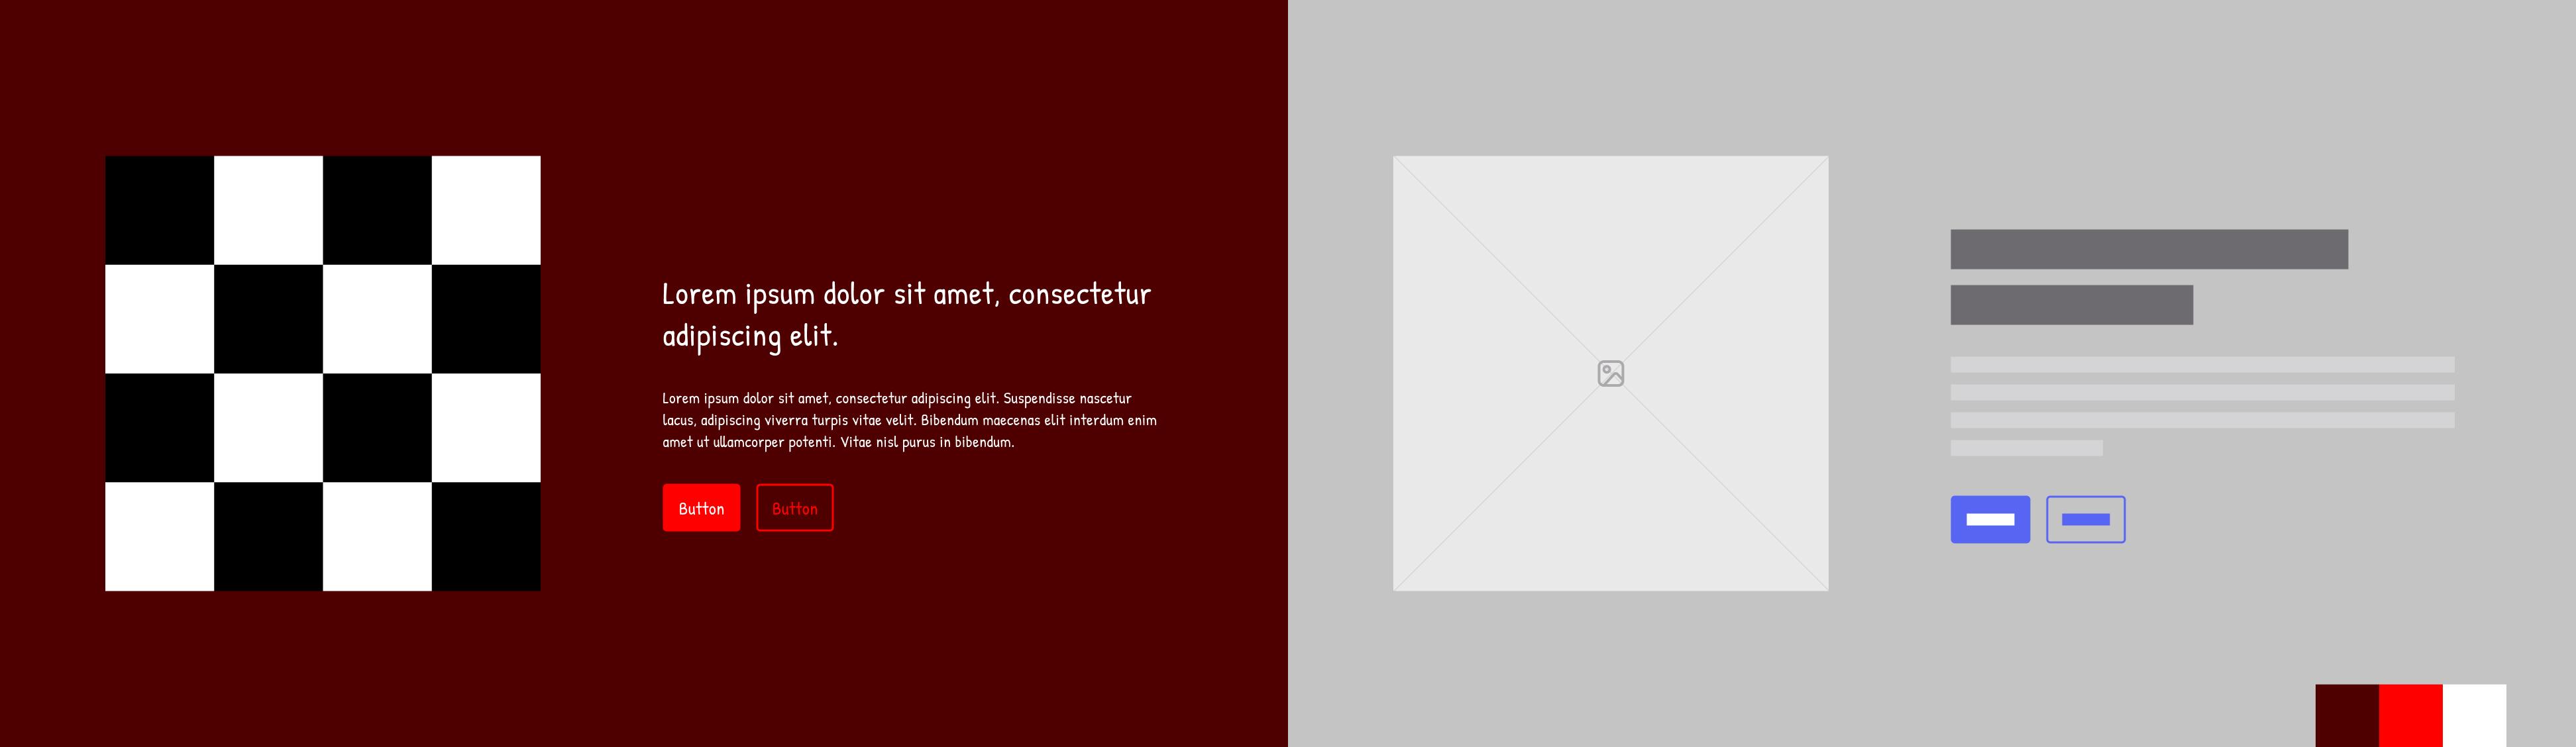 Lorem ipsum dolor sit amet, consectetur
adipiscing elit.
Lorem ipsum dolor sit amet, consectetur adipiscing elit. Suspendisse nascetur
lacus, adipiscing viverra turpis vitae velit. Bibendum maecenas elit interdum enim
amet ut ullamcorper potenti. Vitae nisl purus in bibendum.
Button
Button